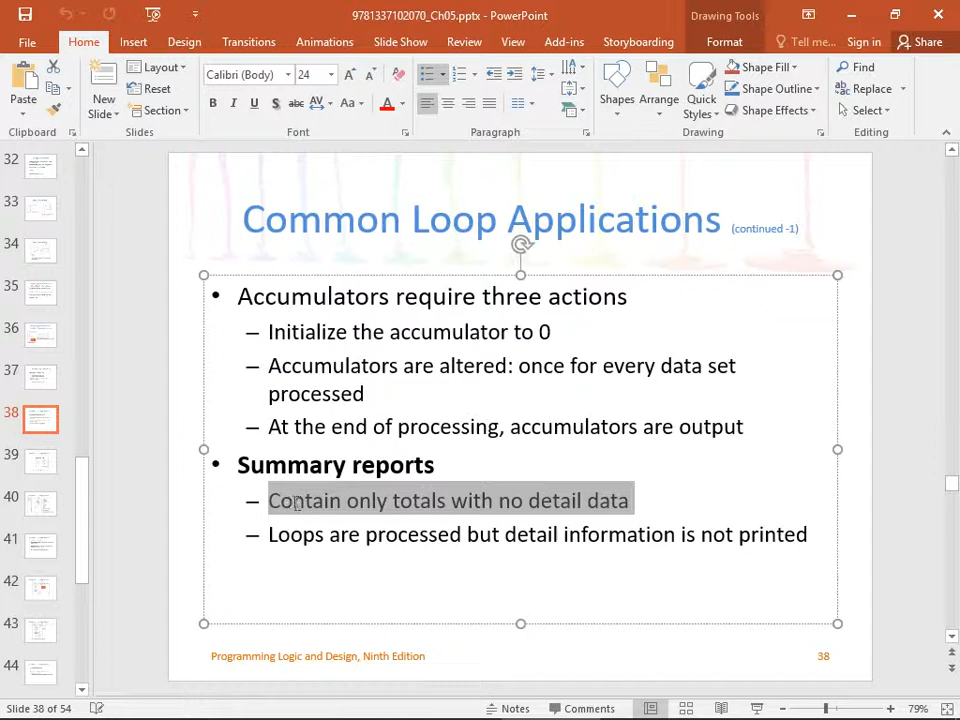 9781337102070_Ch05.pptx - PowerPoint
Drawing Tools
File Home Insert Design Transitions Animations Slide Show Review View Add-ins Storyboarding Format Tell me... Sign in Share
Paste
New Slide
Layout
Reset
Section
Calibri (Body) 24
B I U S abc AV Aa A
Shapes
Arrange
Quick Styles
Shape Fill
Shape Outline
Shape Effects
Find
Replace
Select
Clipboard Slides Font Paragraph Drawing Editing
32
33
34
35
36
37
38
39
40
41
42
43
44
Common Loop Applications (continued -1)
• Accumulators require three actions
– Initialize the accumulator to 0
– Accumulators are altered: once for every data set
processed
– At the end of processing, accumulators are output
• Summary reports
– Contain only totals with no detail data
– Loops are processed but detail information is not printed
Programming Logic and Design, Ninth Edition 38
Slide 38 of 54 Notes Comments 79%